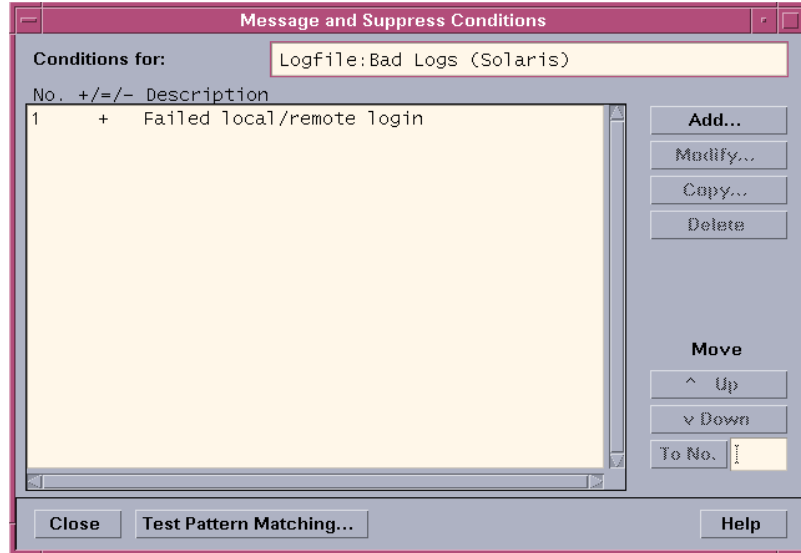 Message and Suppress Conditions
Conditions for: Logfile:Bad Logs (Solaris)
No. +/=/- Description
1 + Failed local/remote login
Add...
Modify...
Copy...
Delete
Move
^ Up
v Down
To No.
Close Test Pattern Matching... Help